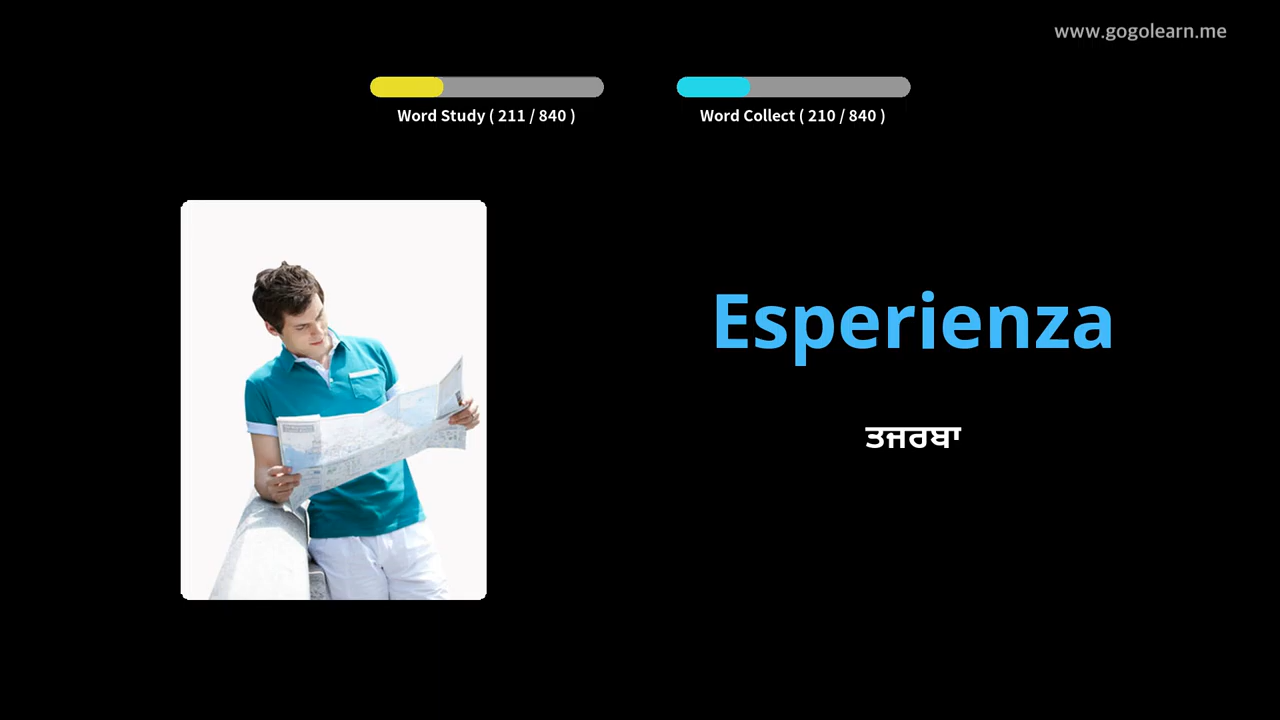 www.gogolearn.me
Word Study ( 211 / 840 )
Word Collect ( 210 / 840 )
Esperienza
ਤਜਰਬਾ